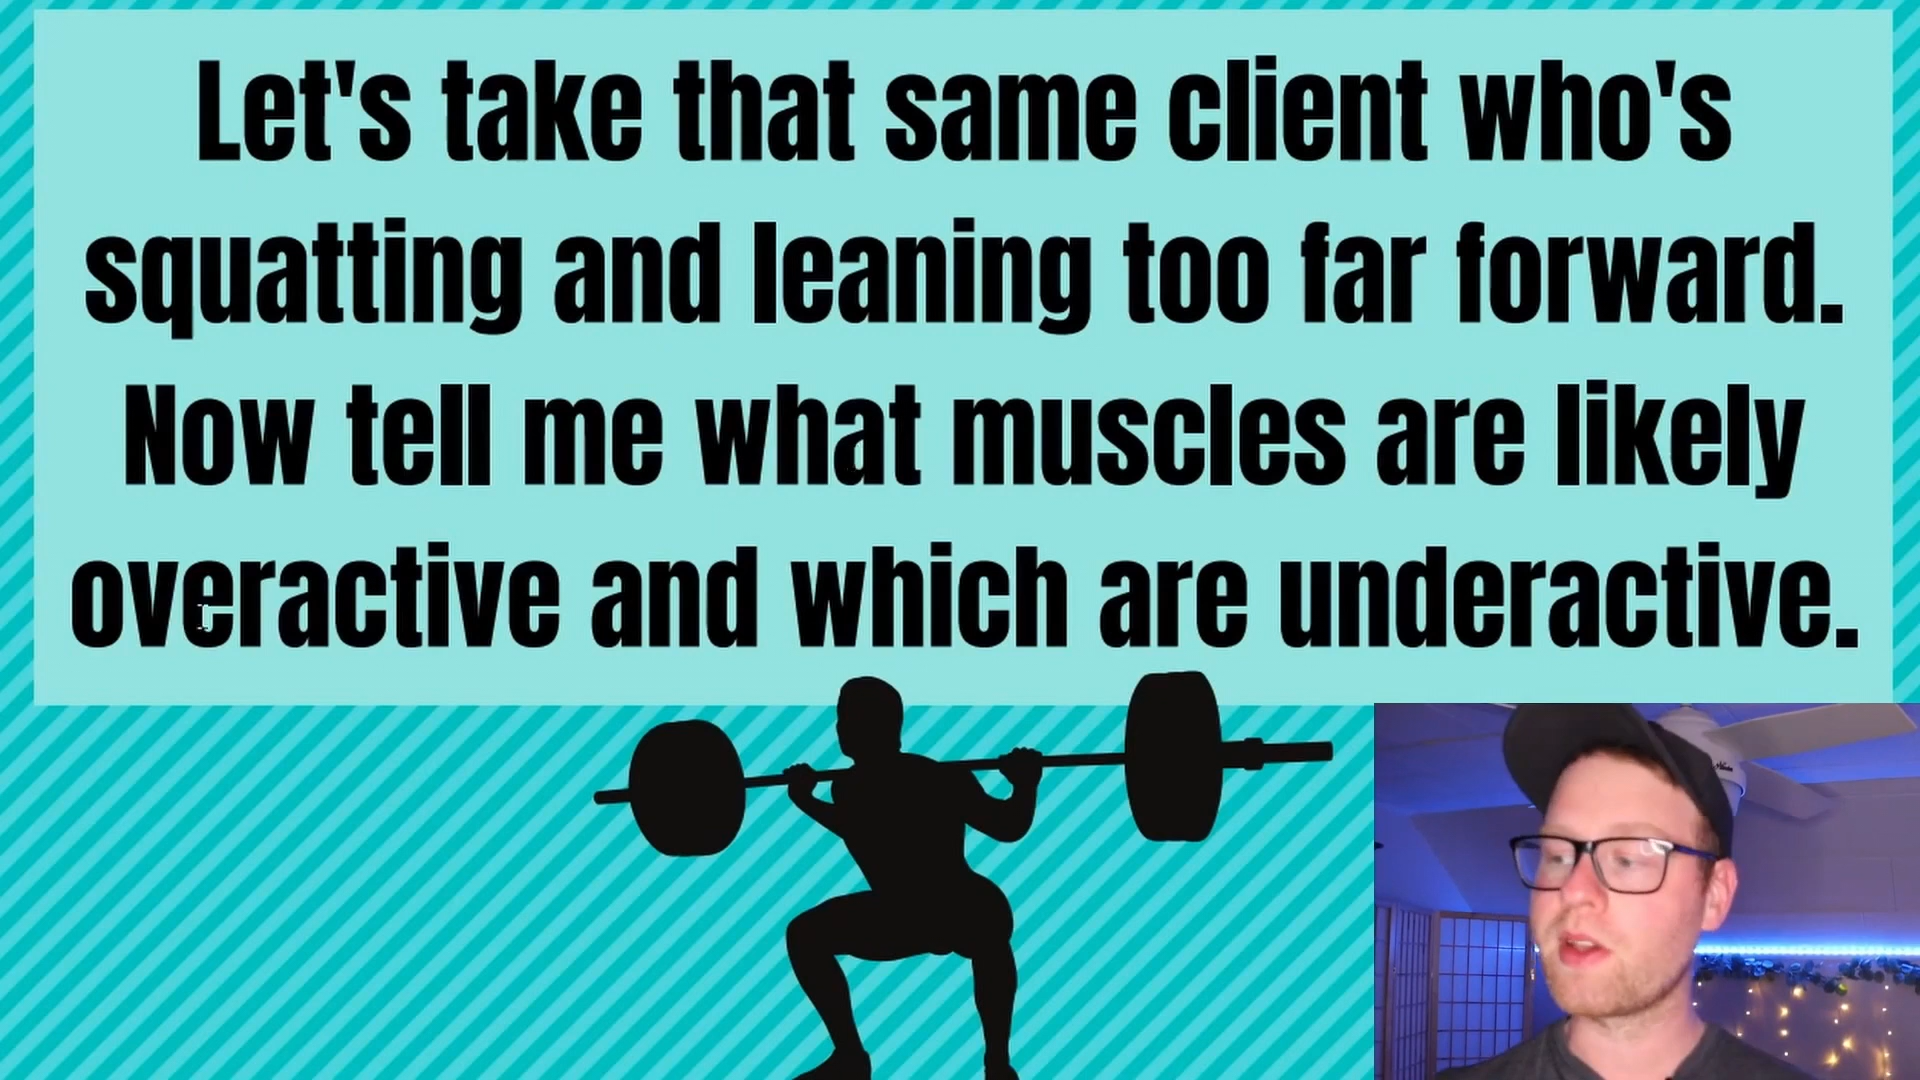 Let's take that same client who's
squatting and leaning too far forward.
Now tell me what muscles are likely
overactive and which are underactive.